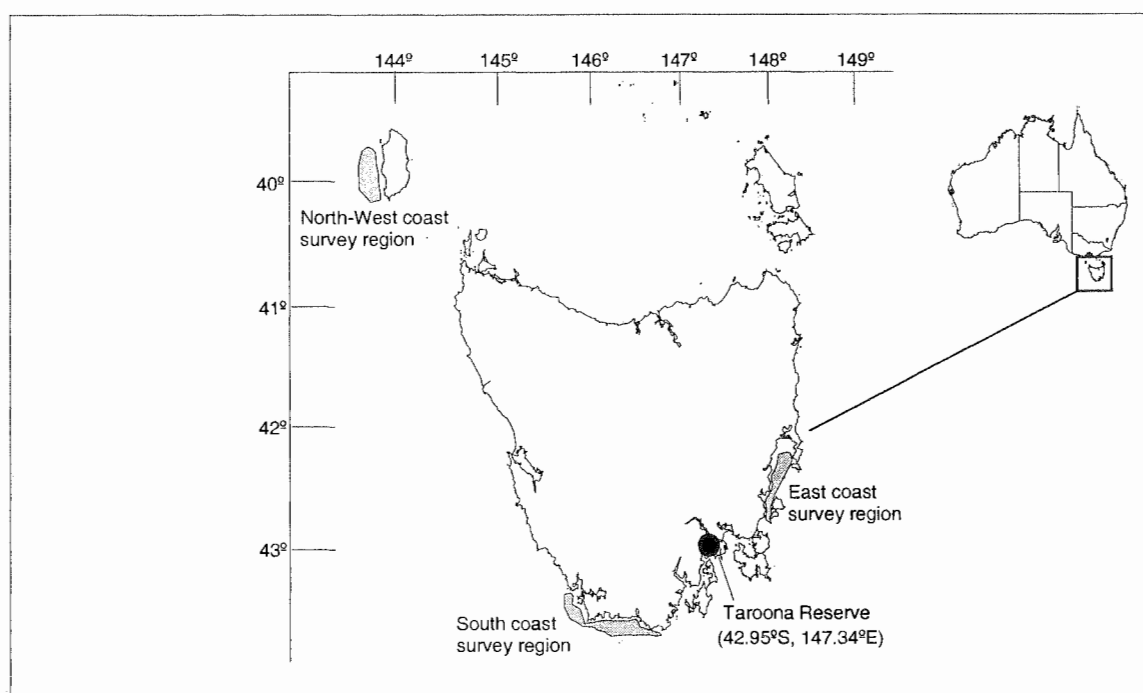 144º 145º 146º 147º 148º 149º
40º
North-West coast
survey region
41º
42º
East coast
survey region
43º
South coast
survey region
Taroona Reserve
(42.95ºS, 147.34ºE)